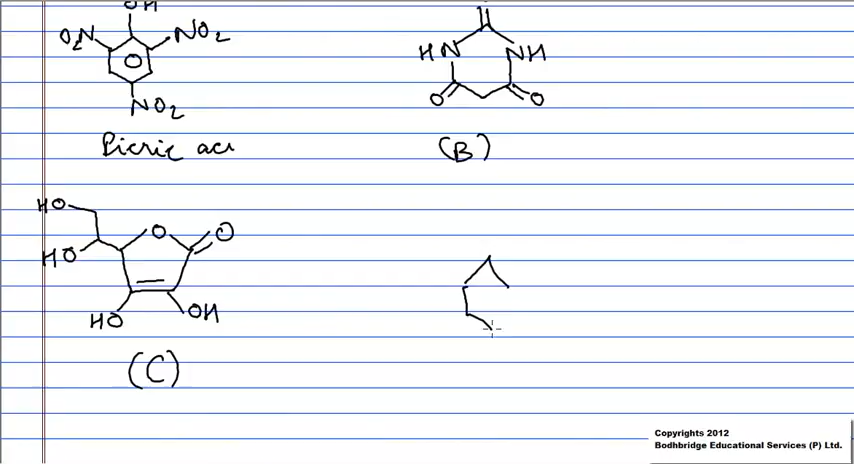 OH
O2N
NO2
NO2
HN
NH
O
O
Picric aci
(B)
HO
HO
O
O
HO
OH
(C)
Copyrights 2012
Bodhbridge Educational Services (P) Ltd.